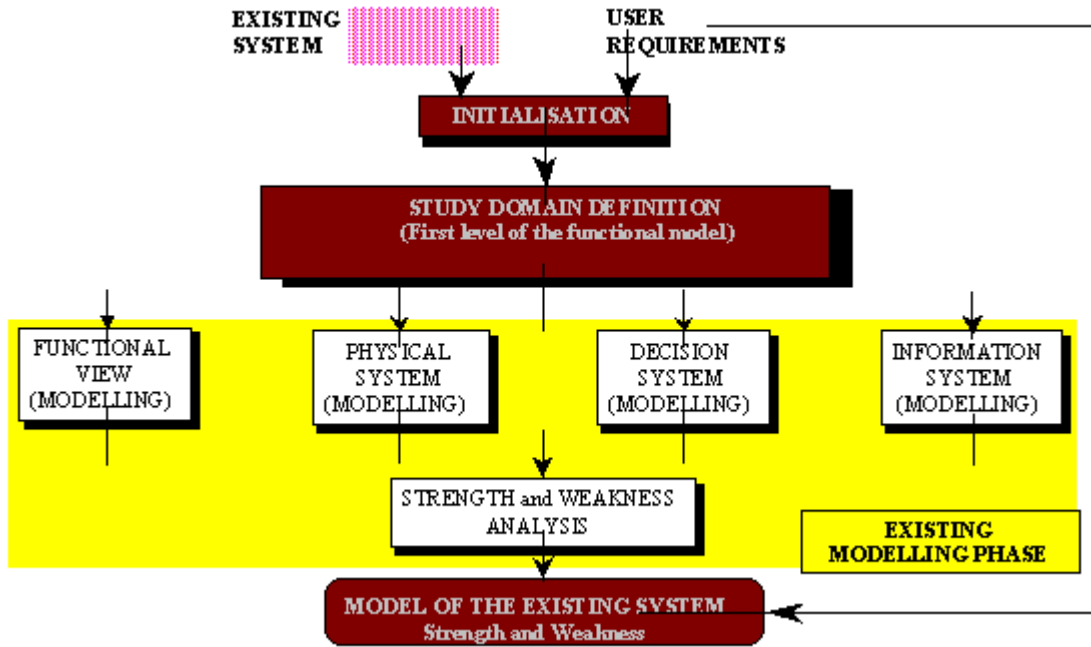 EXISTING
SYSTEM
USER
REQUIREMENTS
INITIALISATION
STUDY DOMAIN DEFINITION
(First level of the functional model)
FUNCTIONAL
VIEW
(MODELLING)
PHYSICAL
SYSTEM
(MODELLING)
DECISION
SYSTEM
(MODELLING)
INFORMATION
SYSTEM
(MODELLING)
STRENGTH and WEAKNESS
ANALYSIS
EXISTING
MODELLING PHASE
MODEL OF THE EXISTING SYSTEM
Strength and Weakness